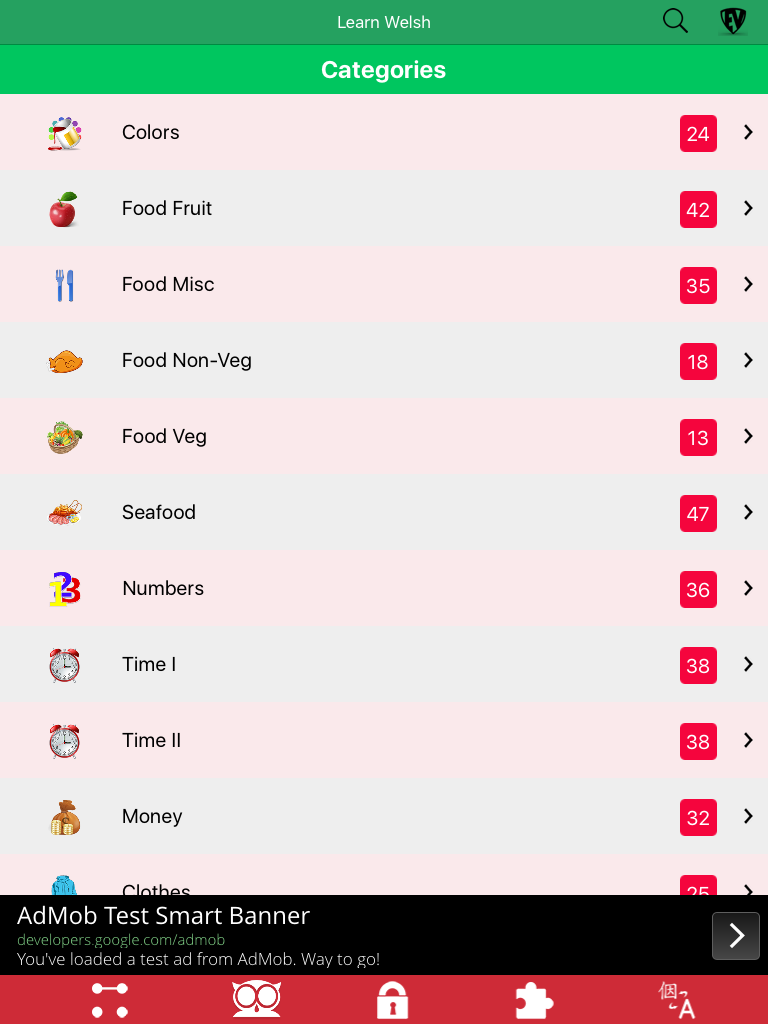 Learn Welsh
EV
Categories
Colors 24
Food Fruit 42
Food Misc 35
Food Non-Veg 18
Food Veg 13
Seafood 47
Numbers 36
Time I 38
Time II 38
Money 32
Clothes 25
AdMob Test Smart Banner
developers.google.com/admob
You've loaded a test ad from AdMob. Way to go!
個 A